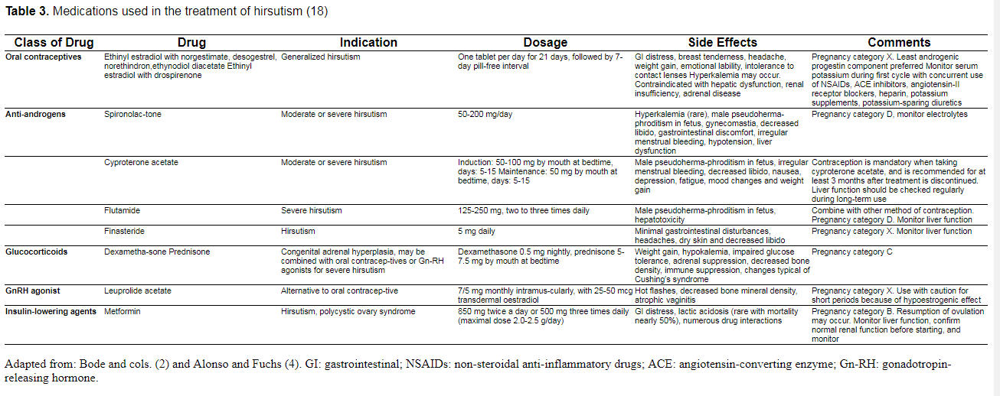 Table 3. Medications used in the treatment of hirsutism (18)
Class of Drug Drug Indication Dosage Side Effects Comments
Oral contraceptives
Ethinyl estradiol with norgestimate, desogestrel,
norethindron,ethynodiol diacetate Ethinyl
estradiol with drospirenone
Generalized hirsutism
One tablet per day for 21 days, followed by 7-
day pill-free interval
GI distress, breast tenderness, headache,
weight gain, emotional lability, intolerance to
contact lenses Hyperkalemia may occur.
Contraindicated with hepatic dysfunction, renal
insufficiency, adrenal disease
Pregnancy category X. Least androgenic
progestin component preferred Monitor serum
potassium during first cycle with concurrent use
of NSAIDs, ACE inhibitors, angiotensin-II
receptor blockers, heparin, potassium
supplements, potassium-sparing diuretics
Anti-androgens
Spironolac-tone
Moderate or severe hirsutism
50-200 mg/day
Hyperkalemia (rare), male pseudoherma-
phroditism in fetus, gynecomastia, decreased
libido, gastrointestinal discomfort, irregular
menstrual bleeding, hypotension, liver
dysfunction
Pregnancy category D, monitor electrolytes
Cyproterone acetate
Moderate or severe hirsutism
Induction: 50-100 mg by mouth at bedtime,
days: 5-15 Maintenance: 50 mg by mouth at
bedtime, days: 5-15
Male pseudoherma-phroditism in fetus, irregular
menstrual bleeding, decreased libido, nausea,
depression, fatigue, mood changes and weight
gain
Contraception is mandatory when taking
cyproterone acetate, and is recommended for at
least 3 months after treatment is discontinued.
Liver function should be checked regularly
during long-term use
Flutamide
Severe hirsutism
125-250 mg, two to three times daily
Male pseudoherma-phroditism in fetus,
hepatotoxicity
Combine with other method of contraception.
Pregnancy category D. Monitor liver function
Finasteride
Hirsutism
5 mg daily
Minimal gastrointestinal disturbances,
headaches, dry skin and decreased libido
Pregnancy category X. Monitor liver function
Glucocorticoids
Dexametha-sone Prednisone
Congenital adrenal hyperplasia, may be
combined with oral contracep-tives or Gn-RH
agonists for severe hirsutism
Dexamethasone 0.5 mg nightly, prednisone 5-
7.5 mg by mouth at bedtime
Weight gain, hypokalemia, impaired glucose
tolerance, adrenal suppression, decreased bone
density, immune suppression, changes typical of
Cushing's syndrome
Pregnancy category C
GnRH agonist
Leuprolide acetate
Alternative to oral contracep-tive
7/5 mg monthly intramus-cularly, with 25-50 mcg
transdermal oestradiol
Hot flashes, decreased bone mineral density,
atrophic vaginitis
Pregnancy category X. Use with caution for
short periods because of hypoestrogenic effect
Insulin-lowering agents
Metformin
Hirsutism, polycystic ovary syndrome
850 mg twice a day or 500 mg three times daily
(maximal dose 2.0-2.5 g/day)
GI distress, lactic acidosis (rare with mortality
nearly 50%), numerous drug interactions
Pregnancy category B. Resumption of ovulation
may occur. Monitor liver function, confirm
normal renal function before starting, and
monitor
Adapted from: Bode and cols. (2) and Alonso and Fuchs (4). GI: gastrointestinal; NSAIDs: non-steroidal anti-inflammatory drugs; ACE: angiotensin-converting enzyme; Gn-RH: gonadotropin-
releasing hormone.